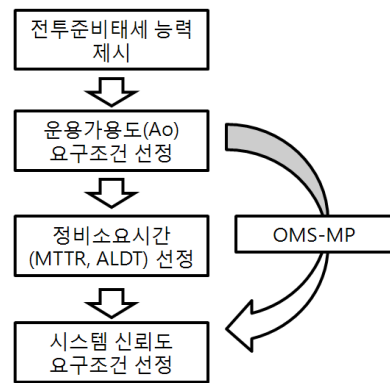 전투준비태세 능력
제시
운용가용도(Ao)
요구조건 선정
정비소요시간
(MTTR, ALDT) 선정
OMS-MP
시스템 신뢰도
요구조건 선정